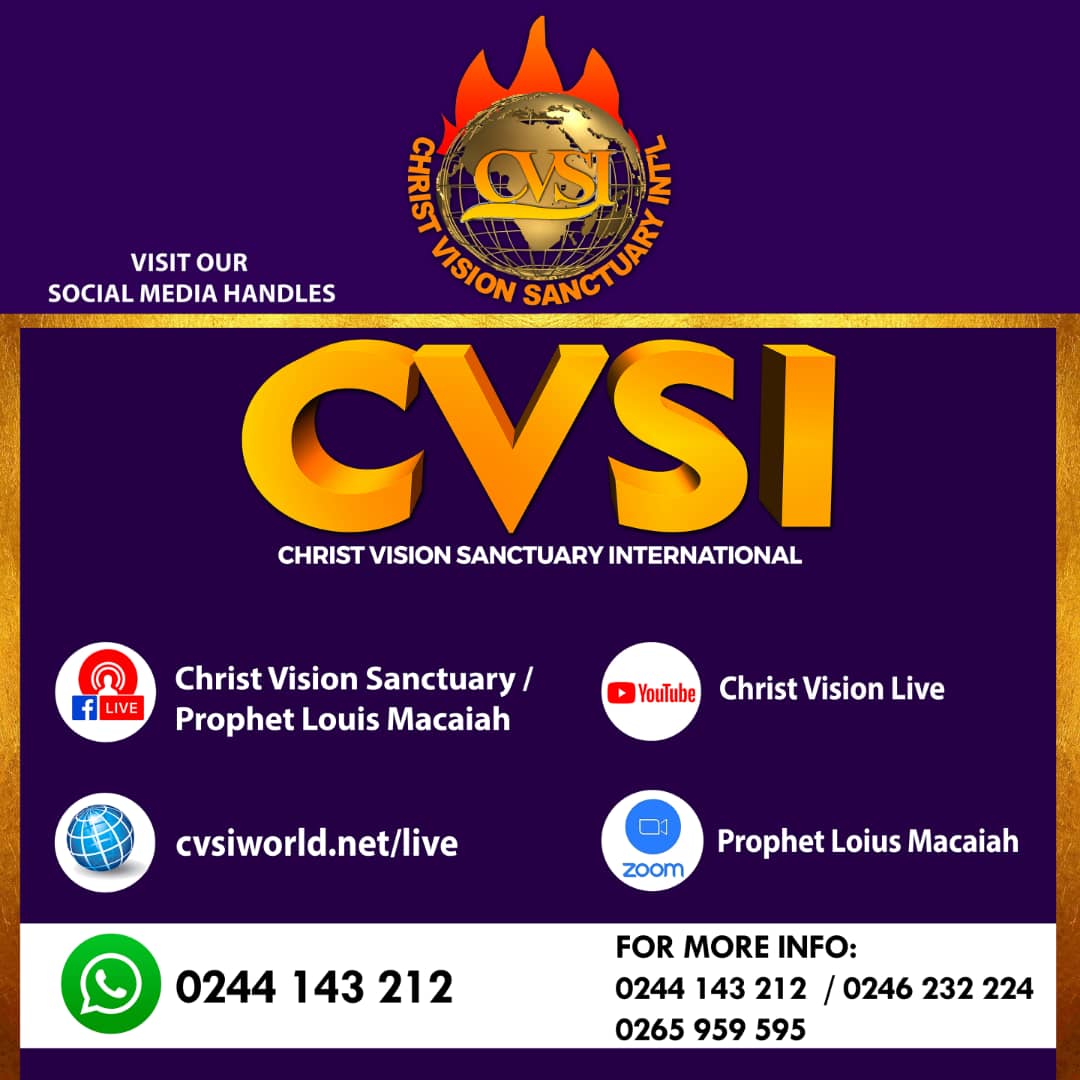 CVSI
CHRIST VISION SANCTUARY INT'L
VISIT OUR
SOCIAL MEDIA HANDLES
CVSI
CHRIST VISION SANCTUARY INTERNATIONAL
f LIVE
Christ Vision Sanctuary /
Prophet Louis Macaiah
YouTube
Christ Vision Live
cvsiworld.net/live
zoom
Prophet Loius Macaiah
0244 143 212
FOR MORE INFO:
0244 143 212 / 0246 232 224
0265 959 595